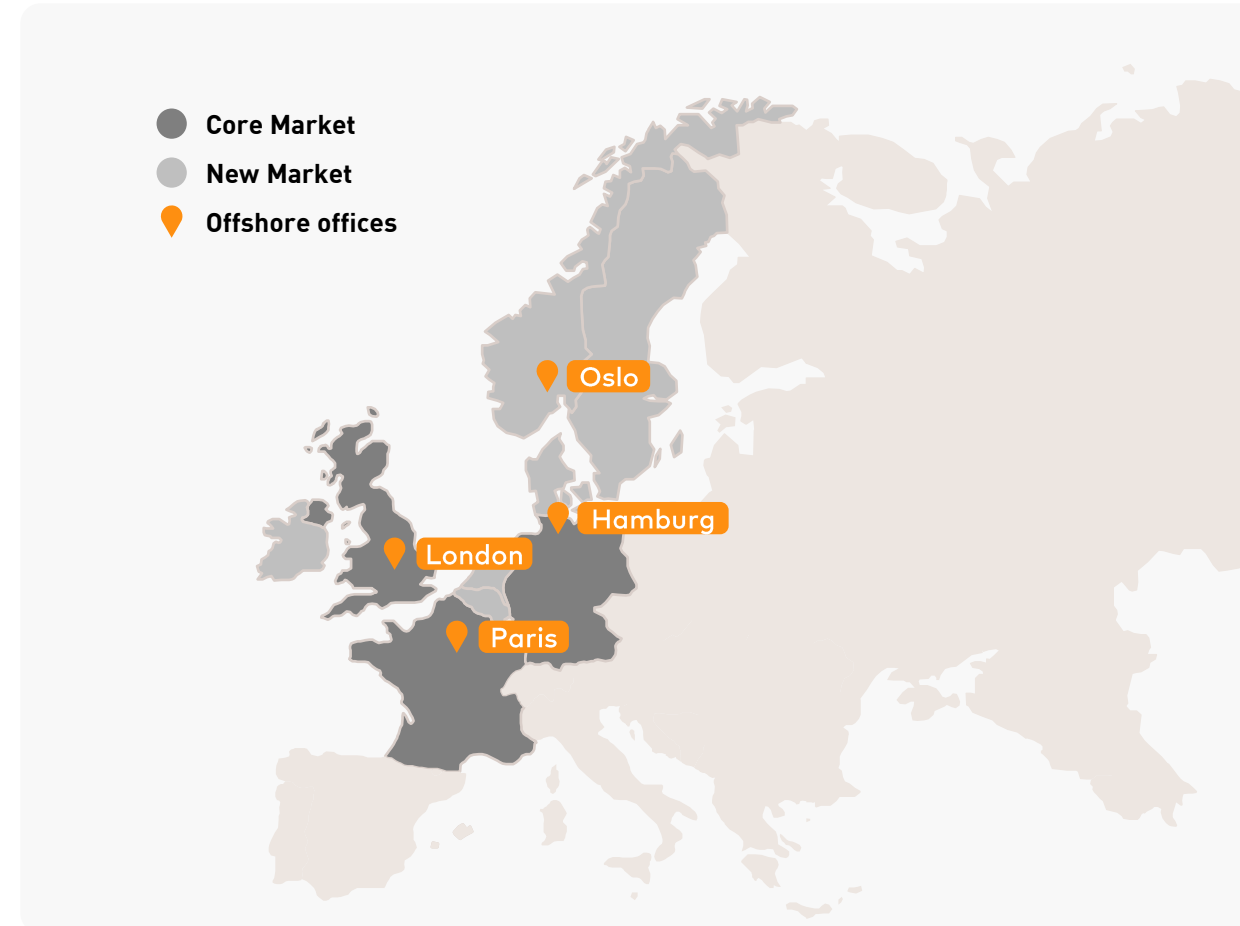 Core Market
New Market
Offshore offices
Oslo
Hamburg
London
Paris